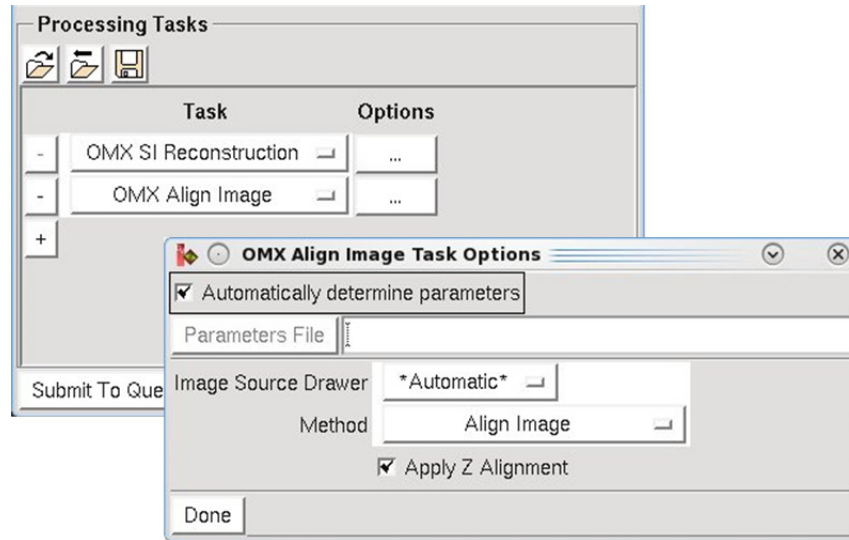 Processing Tasks
Task Options
- OMX SI Reconstruction ...
- OMX Align Image ...
+
OMX Align Image Task Options
Automatically determine parameters
Parameters File
Image Source Drawer *Automatic*
Submit To Que
Method Align Image
Apply Z Alignment
Done